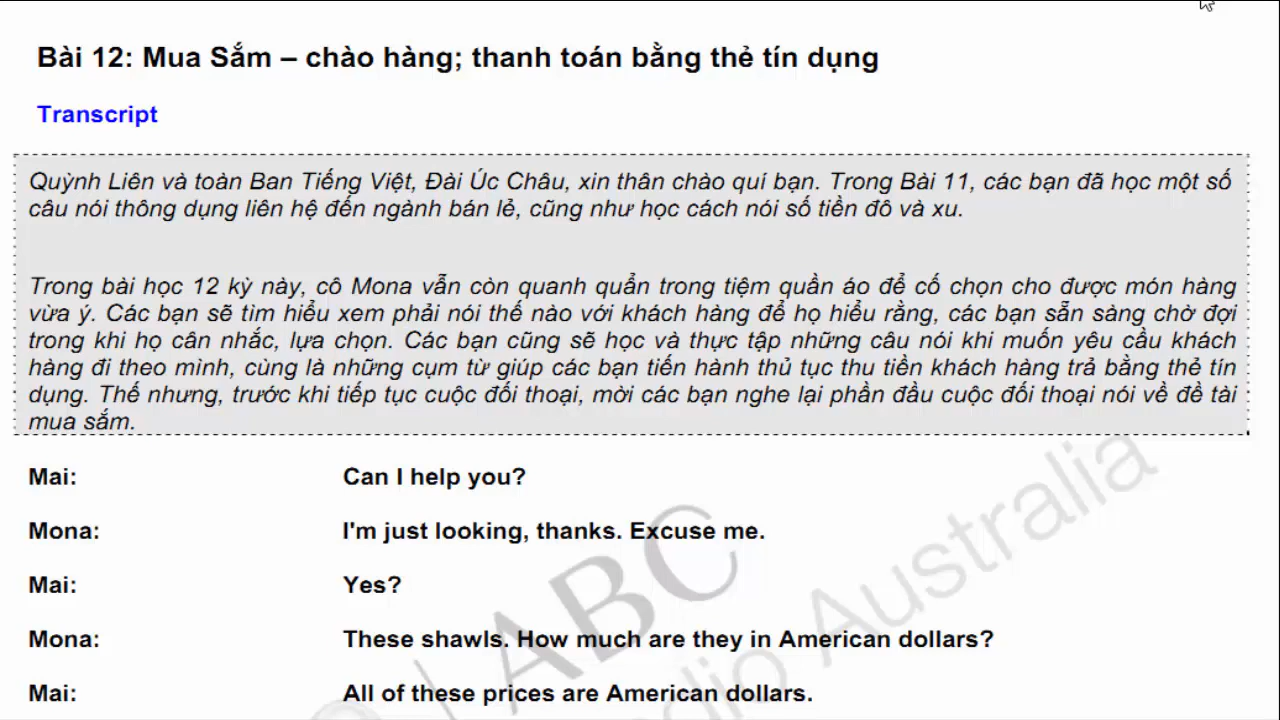 Bài 12: Mua Sắm – chào hàng; thanh toán bằng thẻ tín dụng
Transcript
Quỳnh Liên và toàn Ban Tiếng Việt, Đài Úc Châu, xin thân chào quí bạn. Trong Bài 11, các bạn đã học một số
câu nói thông dụng liên hệ đến ngành bán lẻ, cũng như học cách nói số tiền đô và xu.
Trong bài học 12 kỳ này, cô Mona vẫn còn quanh quẩn trong tiệm quần áo để cố chọn cho được món hàng
vừa ý. Các bạn sẽ tìm hiểu xem phải nói thế nào với khách hàng để họ hiểu rằng, các bạn sẵn sàng chờ đợi
trong khi họ cân nhắc, lựa chọn. Các bạn cũng sẽ học và thực tập những câu nói khi muốn yêu cầu khách
hàng đi theo mình, cùng là những cụm từ giúp các bạn tiến hành thủ tục thu tiền khách hàng trả bằng thẻ tín
dụng. Thế nhưng, trước khi tiếp tục cuộc đối thoại, mời các bạn nghe lại phần đầu cuộc đối thoại nói về đề tài
mua sắm.
Mai: Can I help you?
Mona: I'm just looking, thanks. Excuse me.
Mai: Yes?
Mona: These shawls. How much are they in American dollars?
Mai: All of these prices are American dollars.
ABC
Australia